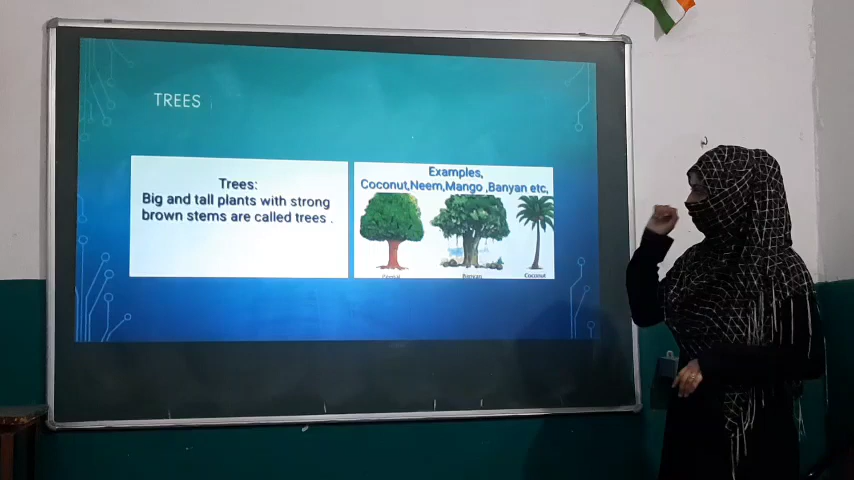 TREES
Trees:
Big and tall plants with strong
brown stems are called trees .
Examples,
Coconut,Neem,Mango ,Banyan etc,
Banyan
Coconut